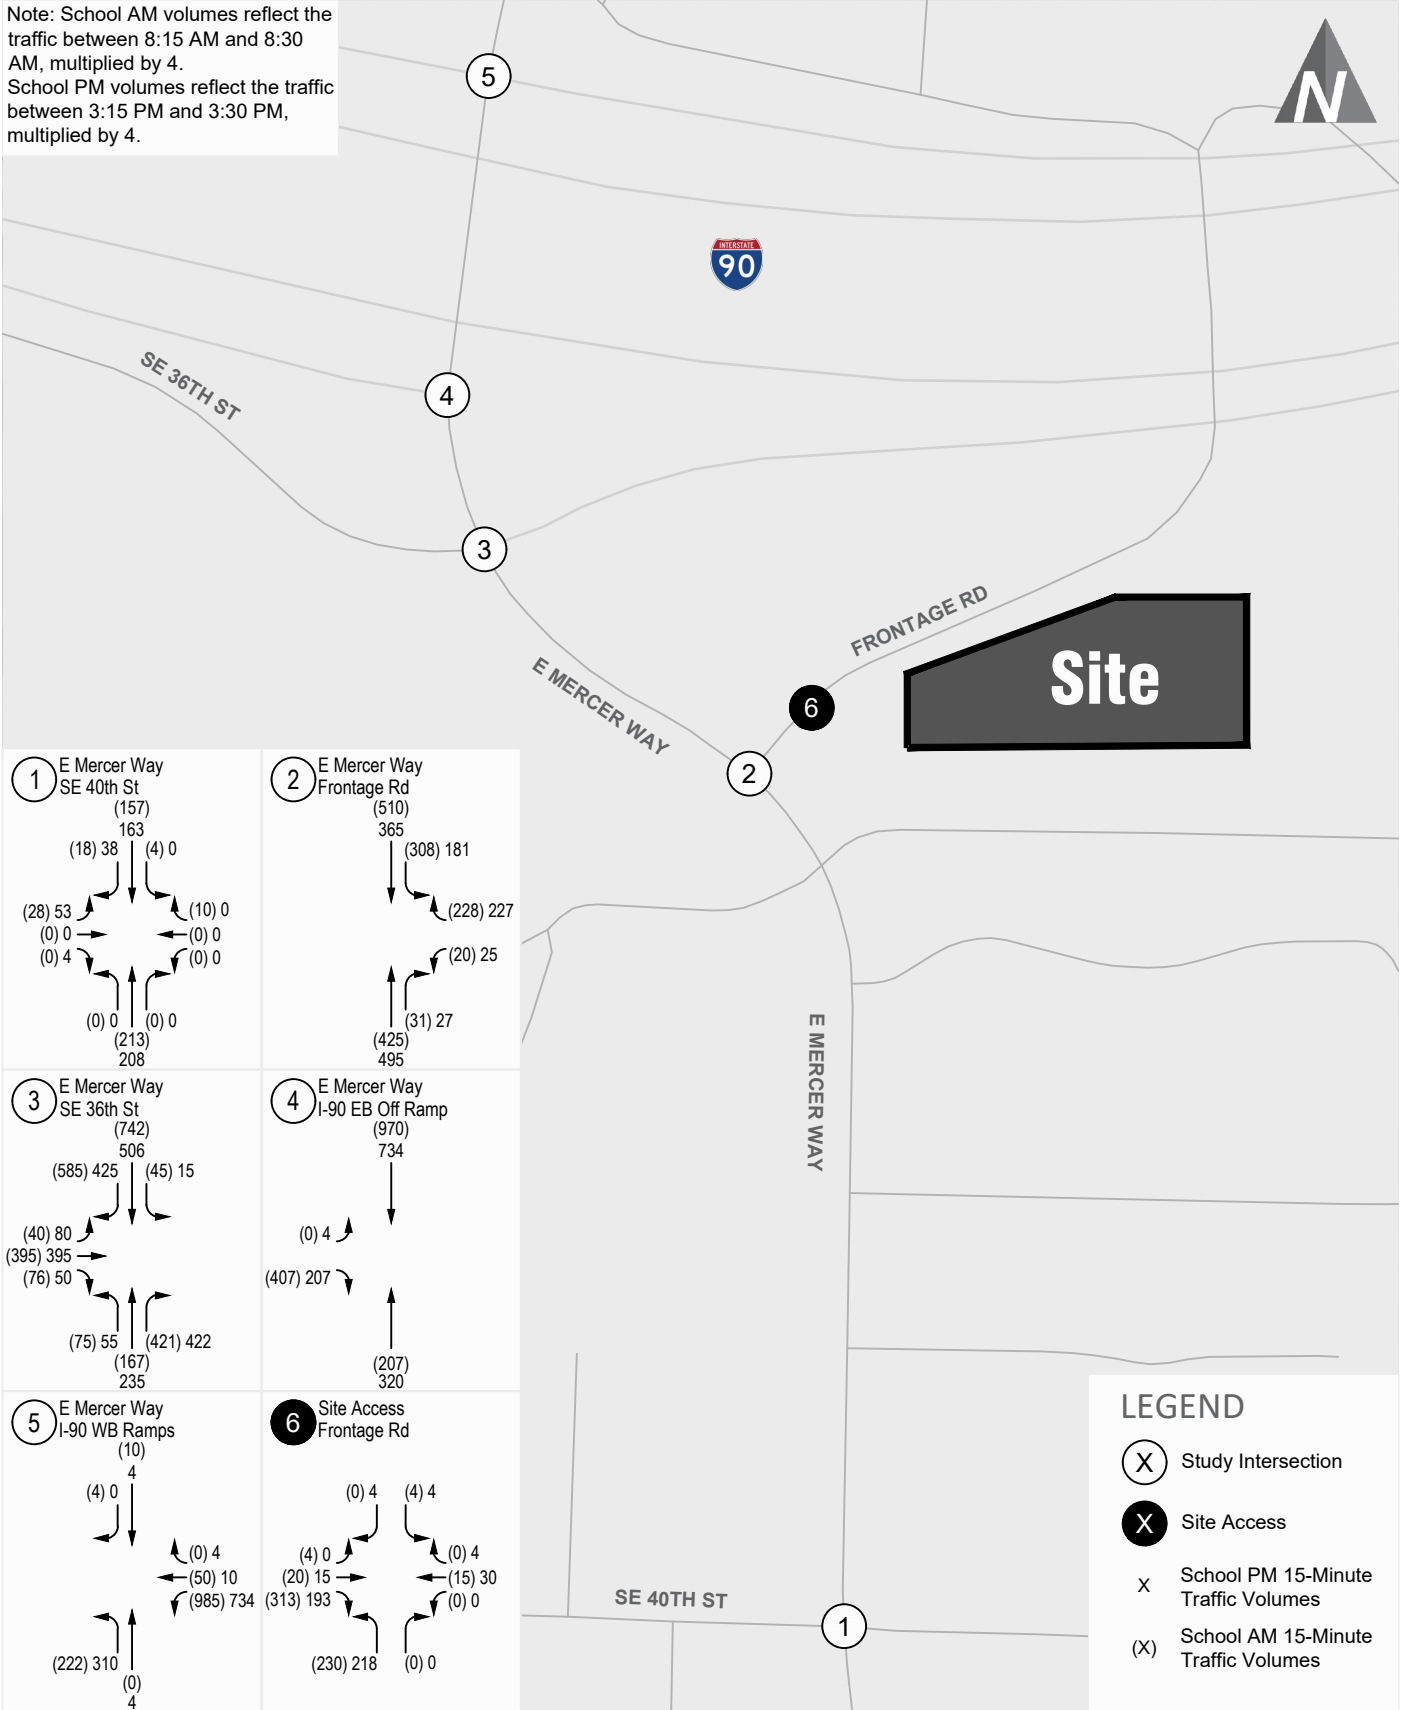 Note: School AM volumes reflect the
traffic between 8:15 AM and 8:30
AM, multiplied by 4.
School PM volumes reflect the traffic
between 3:15 PM and 3:30 PM,
multiplied by 4.
5
N
INTERSTATE
90
SE 36TH ST
4
3
FRONTAGE RD
Site
E MERCER WAY
6
2
E MERCER WAY
SE 40TH ST
1
1
E Mercer Way
SE 40th St
(157)
163
(18) 38
(4) 0
(28) 53
(10) 0
(0) 0
(0) 0
(0) 4
(0) 0
(0) 0
(0) 0
(213)
208
2
E Mercer Way
Frontage Rd
(510)
365
(308) 181
(228) 227
(20) 25
(31) 27
(425)
495
3
E Mercer Way
SE 36th St
(742)
506
(585) 425
(45) 15
(40) 80
(395) 395
(76) 50
(75) 55
(421) 422
(167)
235
4
E Mercer Way
I-90 EB Off Ramp
(970)
734
(0) 4
(407) 207
(207)
320
5
E Mercer Way
I-90 WB Ramps
(10)
4
(4) 0
(0) 4
(50) 10
(985) 734
(222) 310
(0)
4
6
Site Access
Frontage Rd
(0) 4
(4) 4
(4) 0
(0) 4
(20) 15
(15) 30
(313) 193
(0) 0
(230) 218
(0) 0
LEGEND
X
Study Intersection
X
Site Access
X
School PM 15-Minute
Traffic Volumes
(X)
School AM 15-Minute
Traffic Volumes